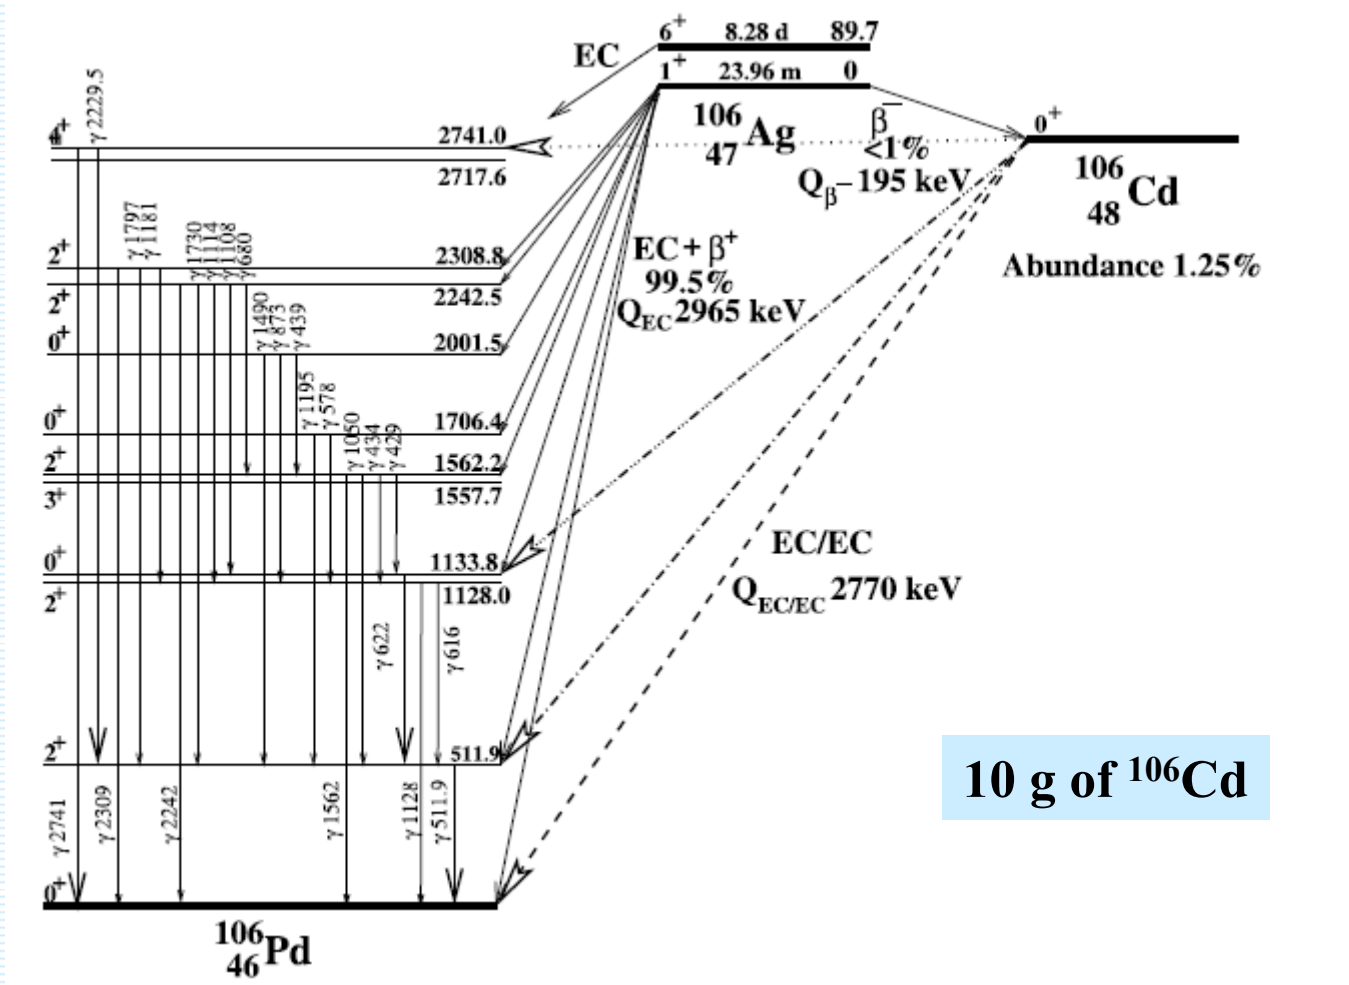 6+ 8.28 d 89.7
EC
1+ 23.96 m 0
106
47 Ag
β−
<1%
Qβ− 195 keV
0+
106
48 Cd
Abundance 1.25%
EC + β+
99.5%
QEC 2965 keV
EC/EC
QEC/EC 2770 keV
10 g of 106Cd
γ 2229.5
4+ 2741.0
2717.6
γ 1797
γ 1181
γ 1730
γ 1114
γ 1108
γ 680
2+ 2308.8
2+ 2242.5
γ 1490
γ 873
γ 439
0+ 2001.5
γ 1195
γ 578
0+ 1706.4
γ 1050
γ 434
γ 429
2+ 1562.2
3+ 1557.7
0+ 1133.8
2+ 1128.0
γ 622
γ 616
2+ 511.9
γ 2741
γ 2309
γ 2242
γ 1562
γ 1128
γ 511.9
0+
106
46 Pd